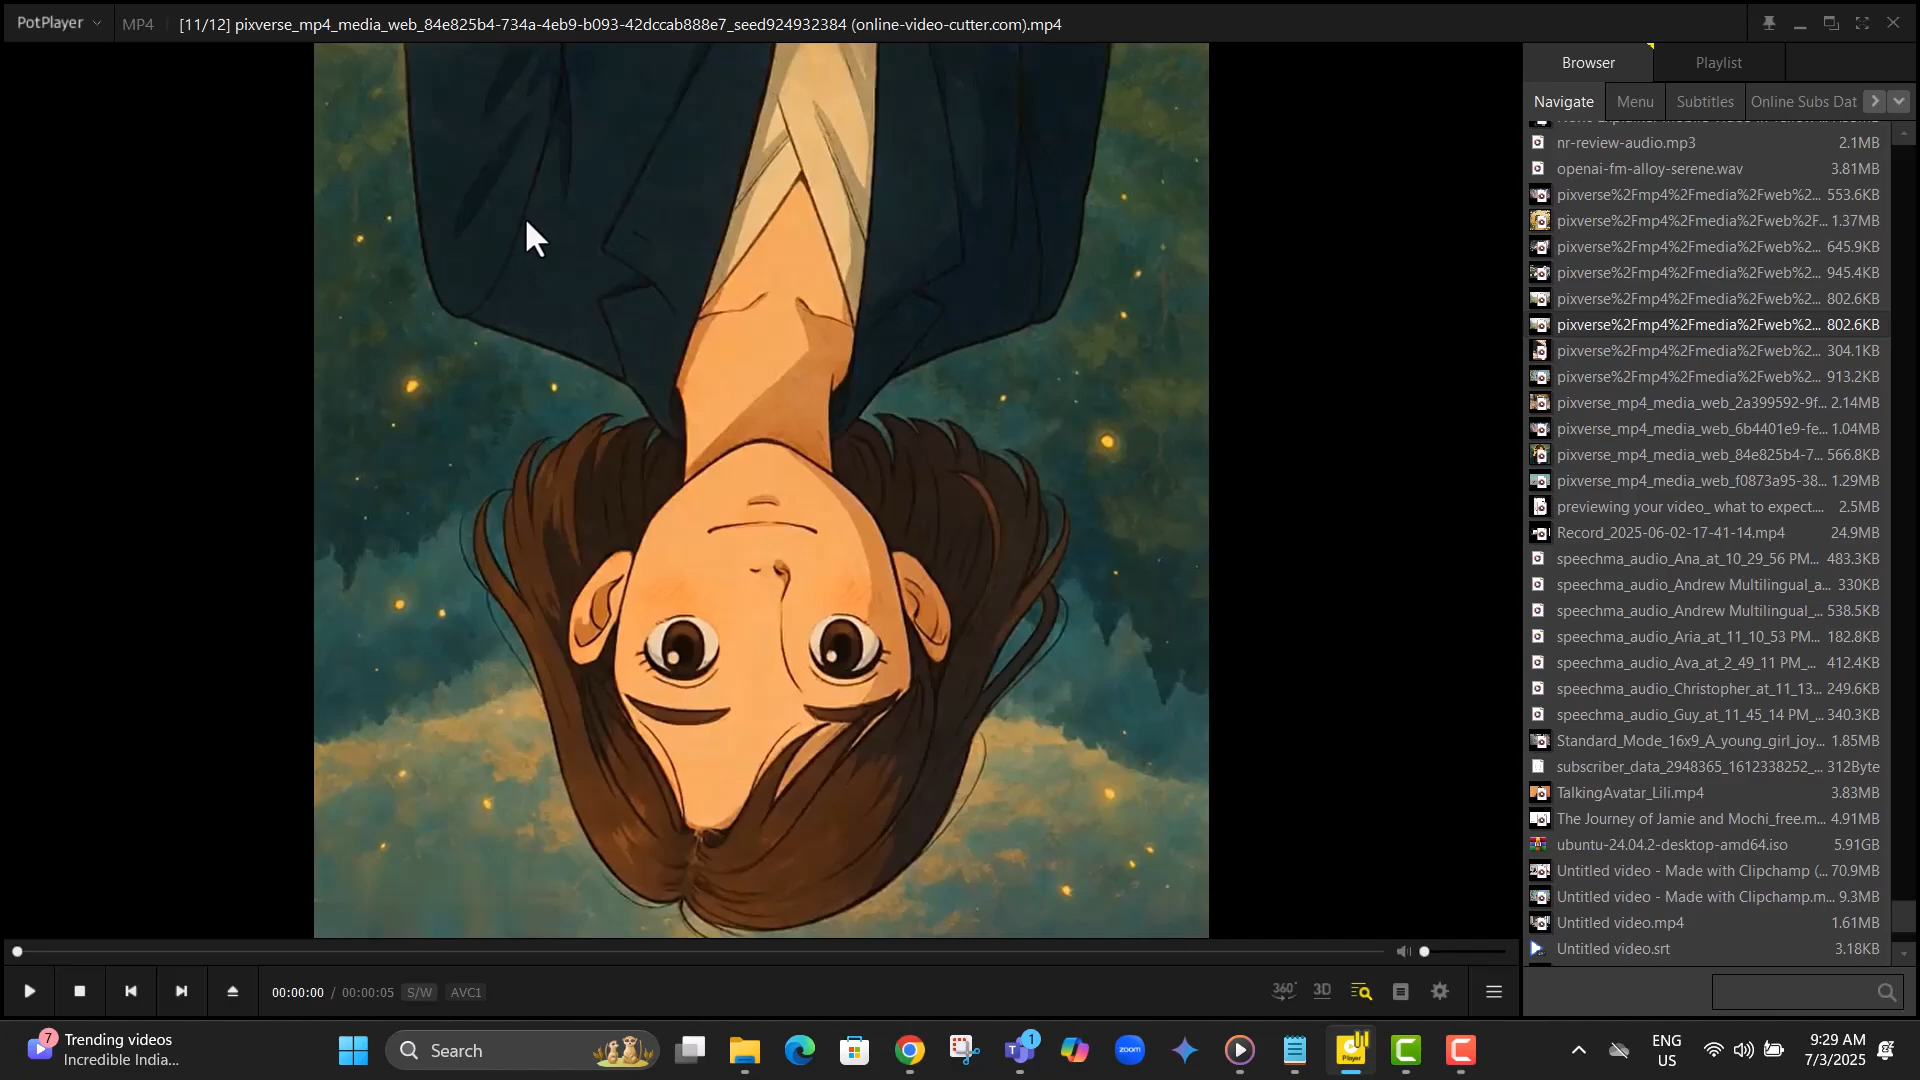 PotPlayer
MP4
[11/12] pixverse_mp4_media_web_84e825b4-734a-4eb9-b093-42dccab888e7_seed924932384 (online-video-cutter.com).mp4
Browser
Playlist
Navigate
Menu
Subtitles
Online Subs Dat
nr-review-audio.mp3 2.1MB
openai-fm-alloy-serene.wav 3.81MB
pixverse%2Fmp4%2Fmedia%2Fweb%2... 553.6KB
pixverse%2Fmp4%2Fmedia%2Fweb%2F... 1.37MB
pixverse%2Fmp4%2Fmedia%2Fweb%2... 645.9KB
pixverse%2Fmp4%2Fmedia%2Fweb%2... 945.4KB
pixverse%2Fmp4%2Fmedia%2Fweb%2... 802.6KB
pixverse%2Fmp4%2Fmedia%2Fweb%2... 802.6KB
pixverse%2Fmp4%2Fmedia%2Fweb%2... 304.1KB
pixverse%2Fmp4%2Fmedia%2Fweb%2... 913.2KB
pixverse_mp4_media_web_2a399592-9f... 2.14MB
pixverse_mp4_media_web_6b4401e9-fe... 1.04MB
pixverse_mp4_media_web_84e825b4-7... 566.8KB
pixverse_mp4_media_web_f0873a95-38... 1.29MB
previewing your video_ what to expect.... 2.5MB
Record_2025-06-02-17-41-14.mp4 24.9MB
speechma_audio_Ana_at_10_29_56 PM... 483.3KB
speechma_audio_Andrew Multilingual_a... 330KB
speechma_audio_Andrew Multilingual_... 538.5KB
speechma_audio_Aria_at_11_10_53 PM... 182.8KB
speechma_audio_Ava_at_2_49_11 PM_... 412.4KB
speechma_audio_Christopher_at_11_13... 249.6KB
speechma_audio_Guy_at_11_45_14 PM_... 340.3KB
Standard_Mode_16x9_A_young_girl_joy... 1.85MB
subscriber_data_2948365_1612338252_... 312Byte
TalkingAvatar_Lili.mp4 3.83MB
The Journey of Jamie and Mochi_free.m... 4.91MB
ubuntu-24.04.2-desktop-amd64.iso 5.91GB
Untitled video - Made with Clipchamp (... 70.9MB
Untitled video - Made with Clipchamp.m... 9.3MB
Untitled video.mp4 1.61MB
Untitled video.srt 3.18KB
00:00:00 / 00:00:05 S/W AVC1
360°
3D
7
Trending videos
Incredible India...
Search
1
zoom
Player
ENG
US
9:29 AM
7/3/2025